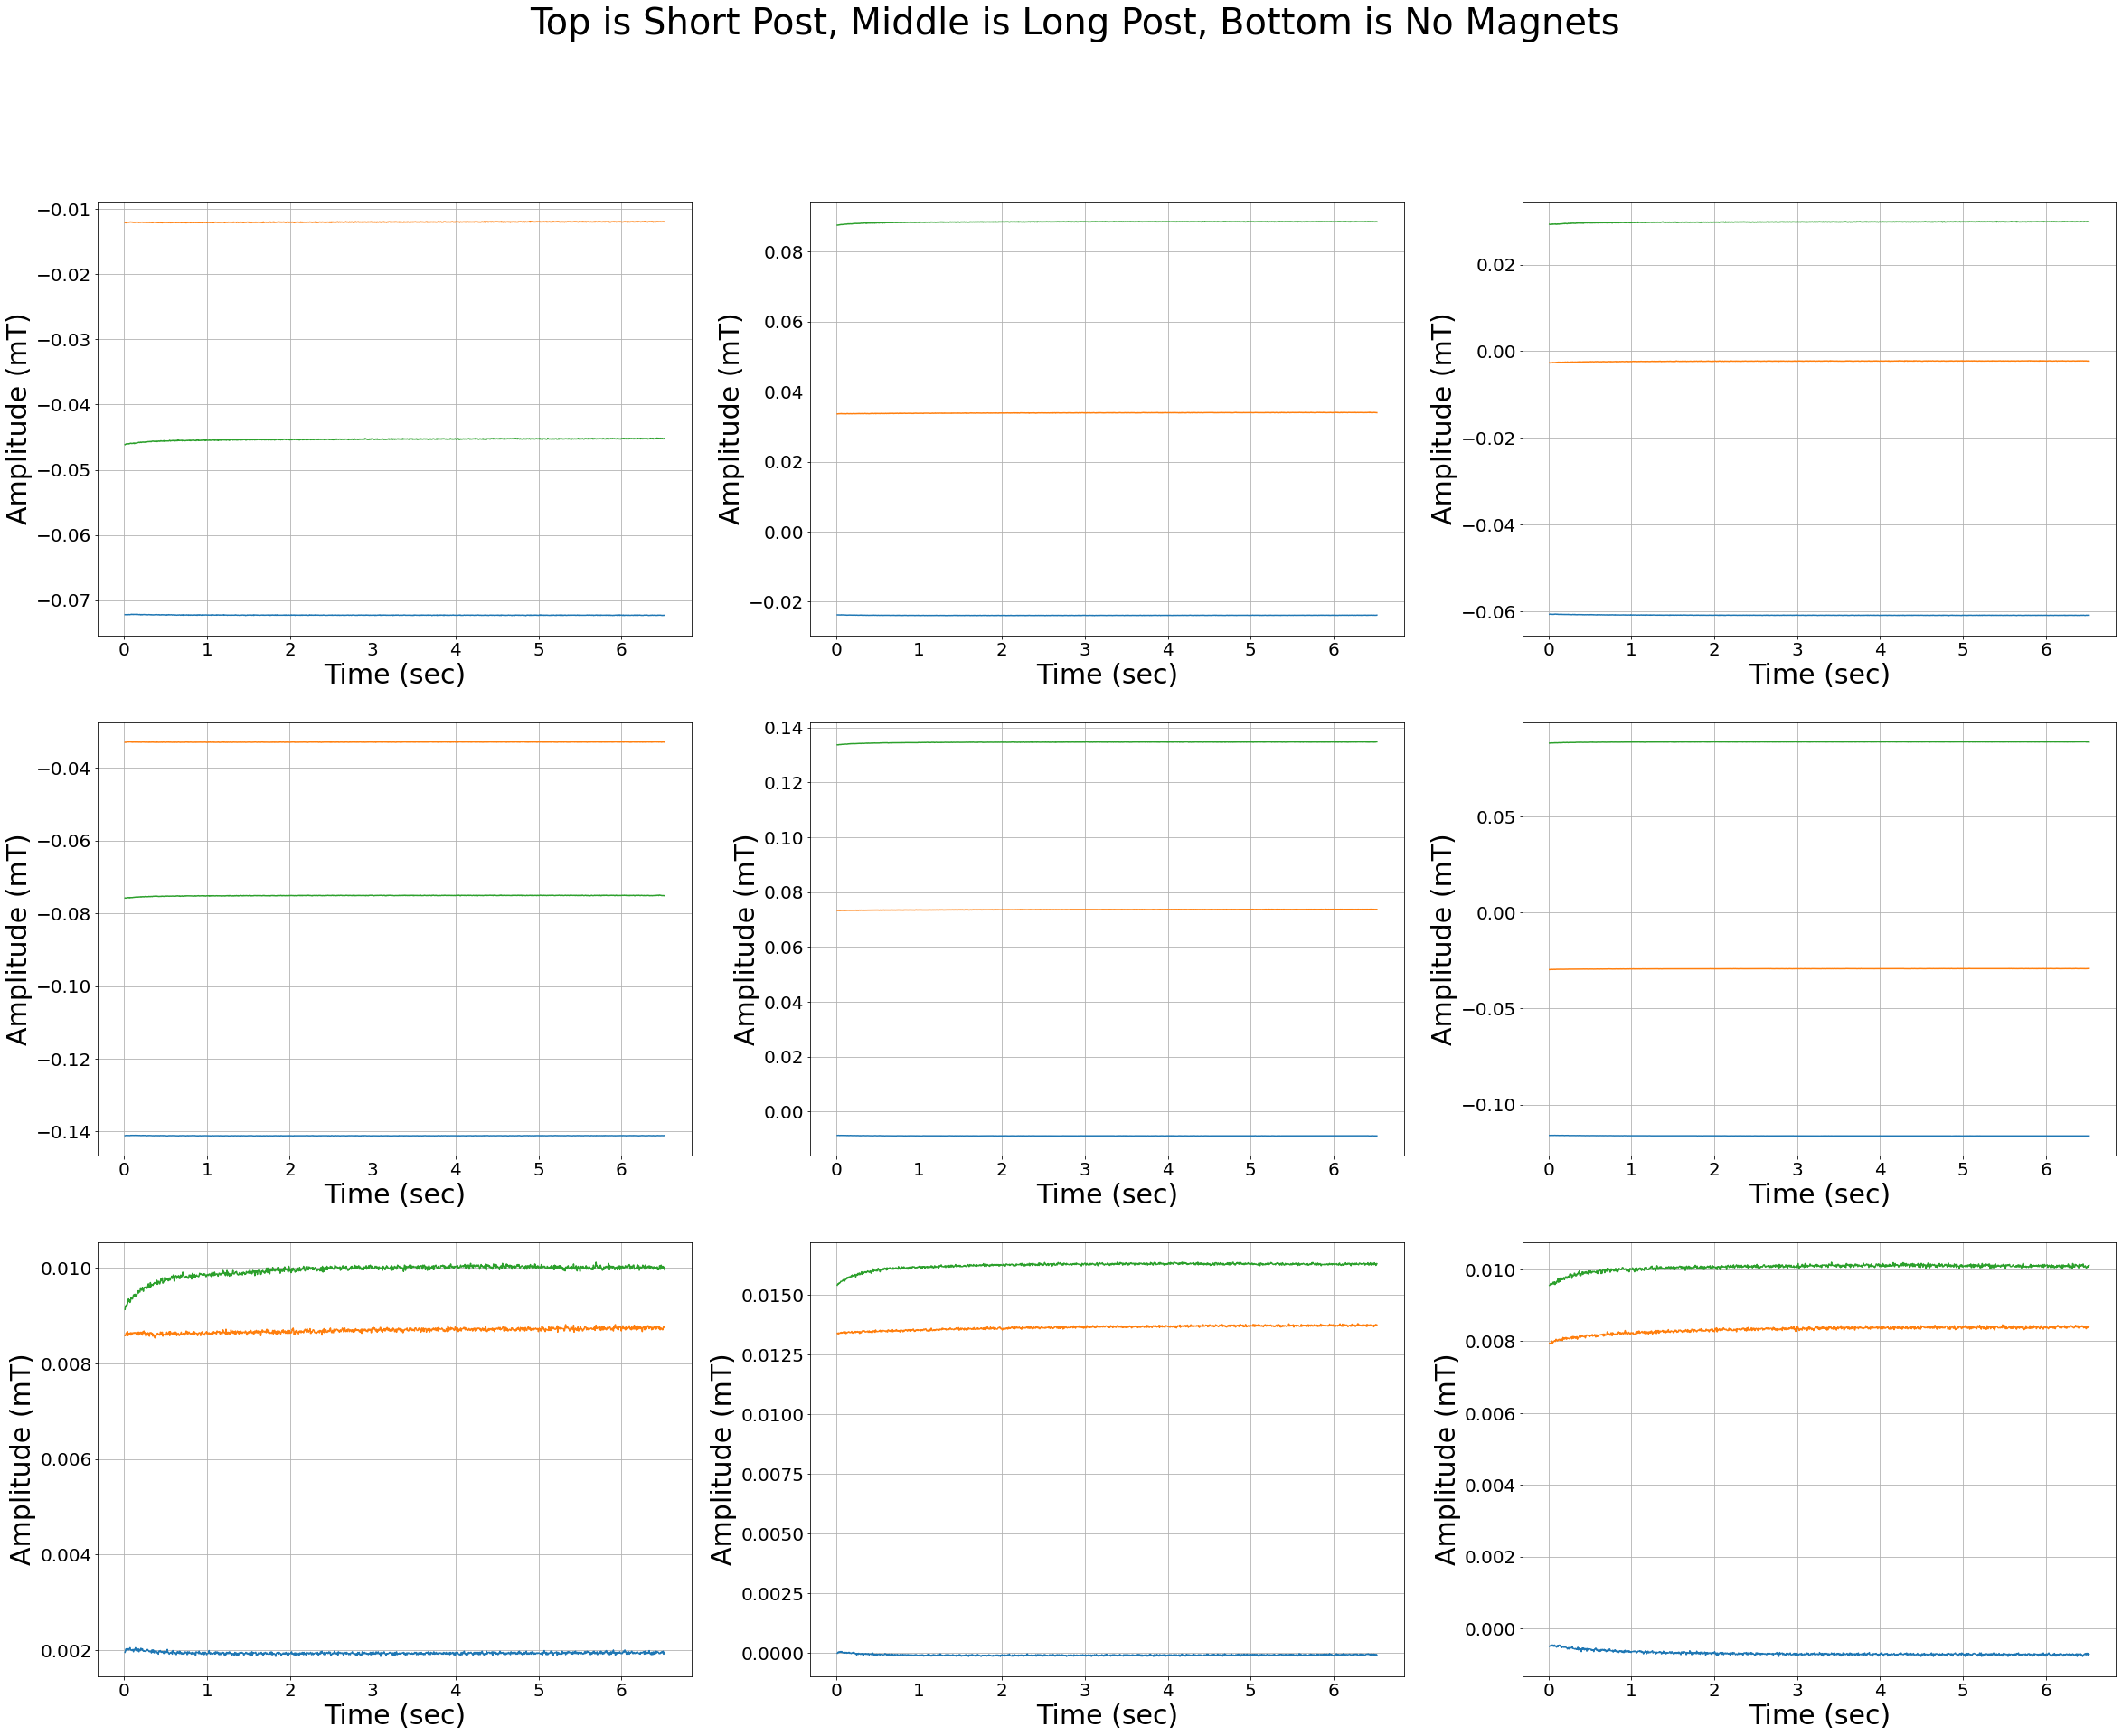 Top is Short Post, Middle is Long Post, Bottom is No Magnets
−0.01
−0.02
−0.03
−0.04
−0.05
−0.06
−0.07
Amplitude (mT)
0 1 2 3 4 5 6
Time (sec)
0.08
0.06
0.04
0.02
0.00
−0.02
Amplitude (mT)
0 1 2 3 4 5 6
Time (sec)
0.02
0.00
−0.02
−0.04
−0.06
Amplitude (mT)
0 1 2 3 4 5 6
Time (sec)
−0.04
−0.06
−0.08
−0.10
−0.12
−0.14
Amplitude (mT)
0 1 2 3 4 5 6
Time (sec)
0.14
0.12
0.10
0.08
0.06
0.04
0.02
0.00
Amplitude (mT)
0 1 2 3 4 5 6
Time (sec)
0.05
0.00
−0.05
−0.10
Amplitude (mT)
0 1 2 3 4 5 6
Time (sec)
0.010
0.008
0.006
0.004
0.002
Amplitude (mT)
0 1 2 3 4 5 6
Time (sec)
0.0150
0.0125
0.0100
0.0075
0.0050
0.0025
0.0000
Amplitude (mT)
0 1 2 3 4 5 6
Time (sec)
0.010
0.008
0.006
0.004
0.002
0.000
Amplitude (mT)
0 1 2 3 4 5 6
Time (sec)